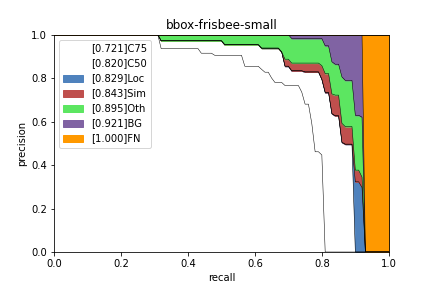 bbox-frisbee-small
precision
1.0
0.8
0.6
0.4
0.2
0.0
[0.721]C75
[0.820]C50
[0.829]Loc
[0.843]Sim
[0.895]Oth
[0.921]BG
[1.000]FN
0.0 0.2 0.4 0.6 0.8 1.0
recall